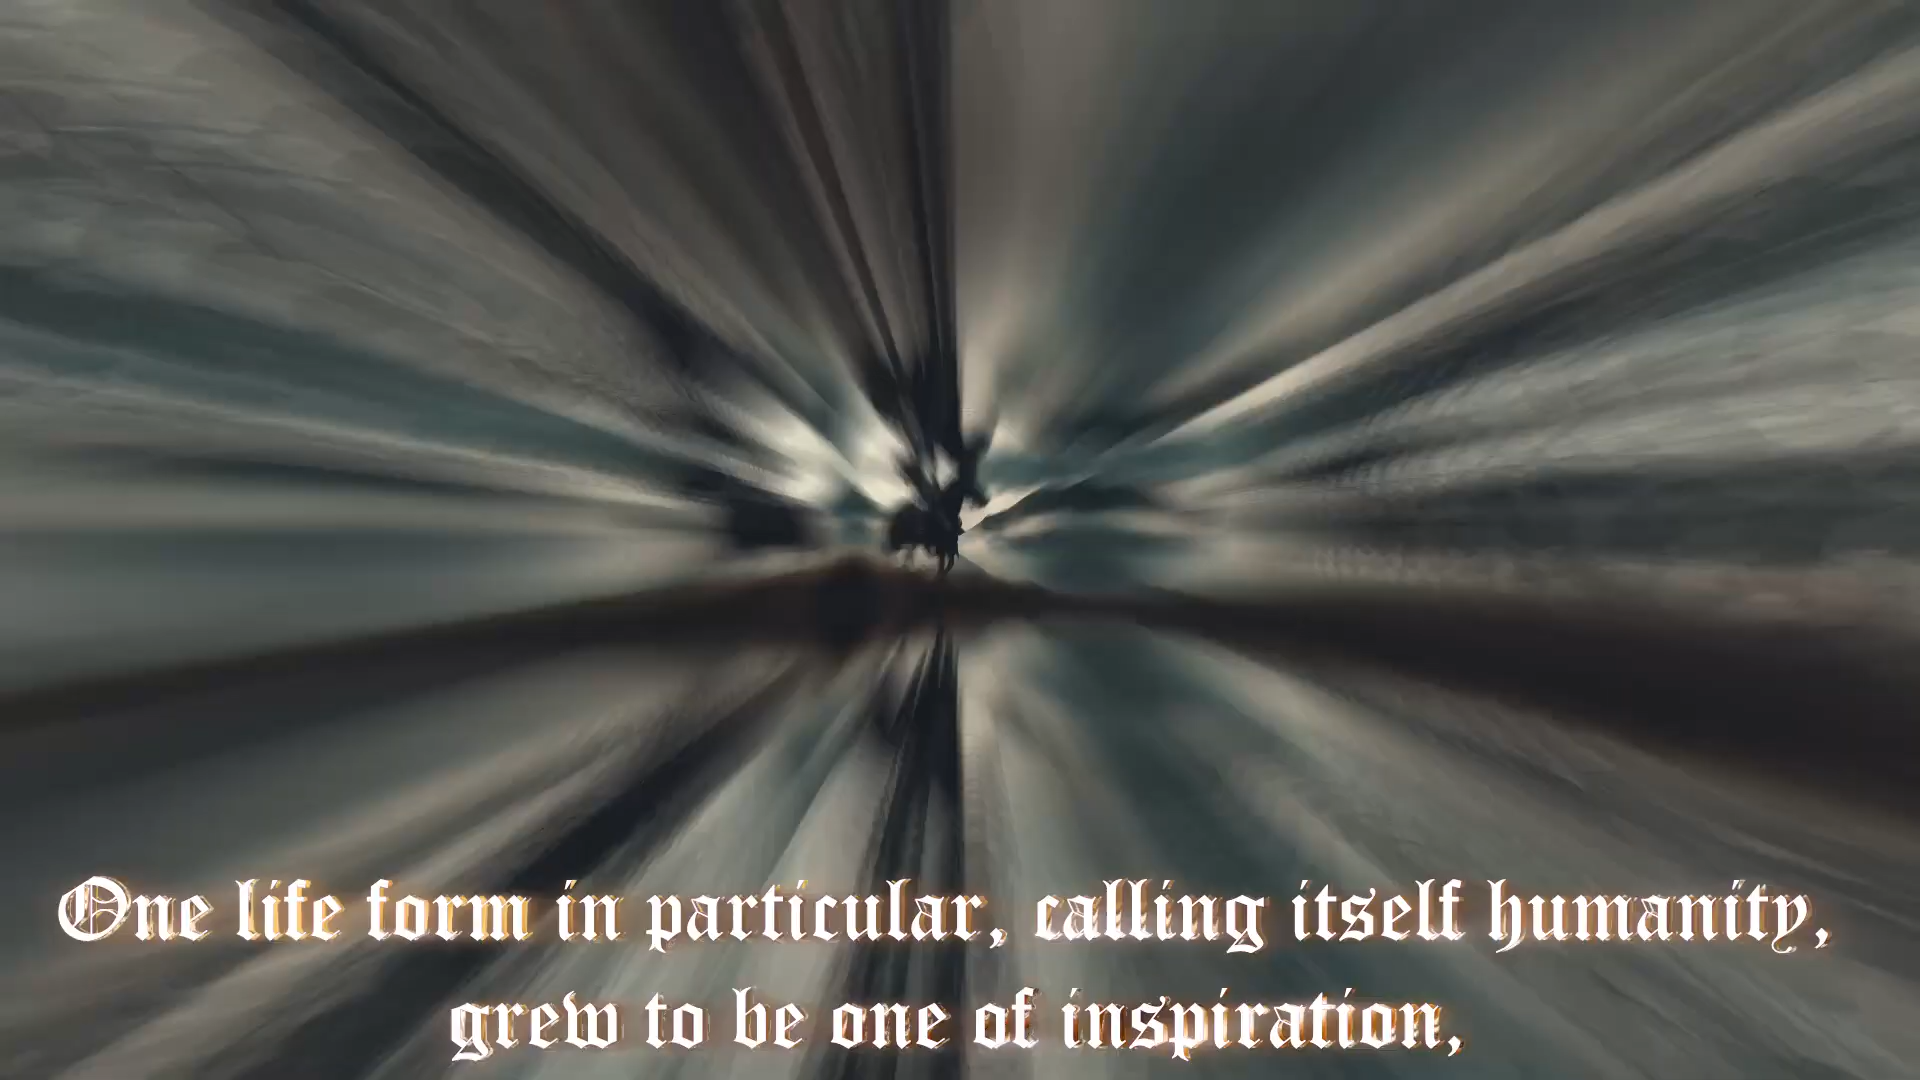 One life form in particular, calling itself humanity,
grew to be one of inspiration,